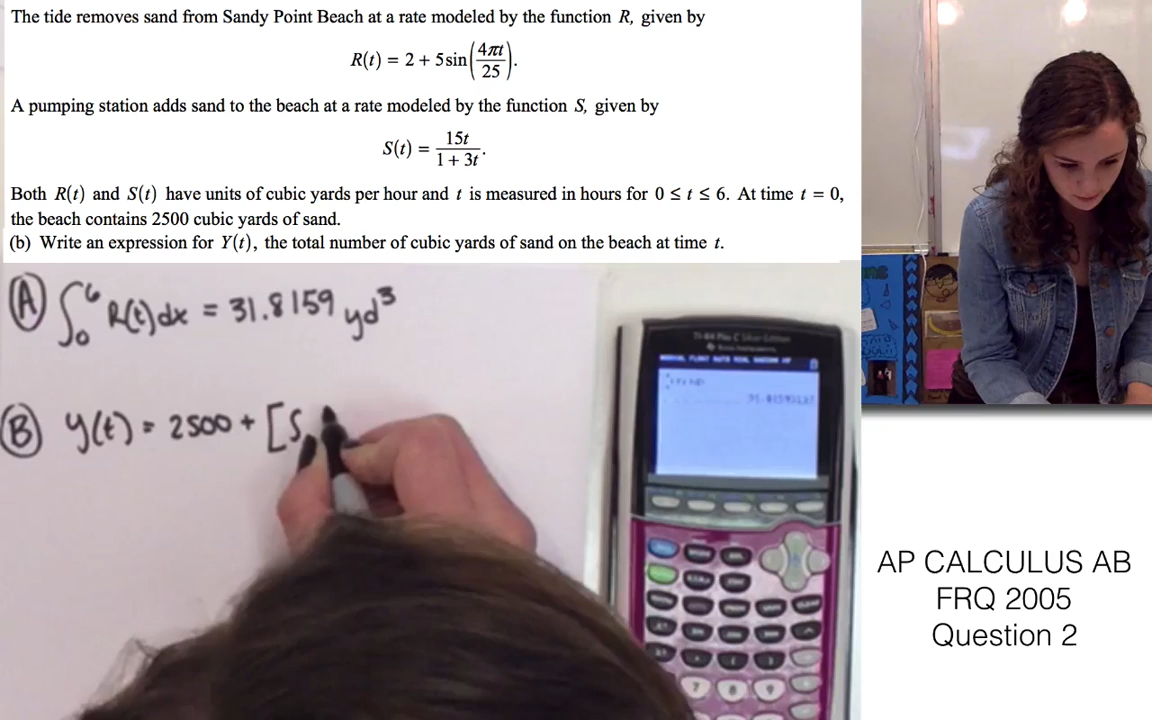 The tide removes sand from Sandy Point Beach at a rate modeled by the function R, given by
R(t) = 2 + 5sin(4πt/25).
A pumping station adds sand to the beach at a rate modeled by the function S, given by
S(t) = 15t/(1 + 3t).
Both R(t) and S(t) have units of cubic yards per hour and t is measured in hours for 0 ≤ t ≤ 6. At time t = 0,
the beach contains 2500 cubic yards of sand.
(b) Write an expression for Y(t), the total number of cubic yards of sand on the beach at time t.
Ⓐ ∫₀⁶ R(t)dx = 31.8159 yd³
Ⓑ y(t) = 2500 + [S
7 8 9
AP CALCULUS AB
FRQ 2005
Question 2